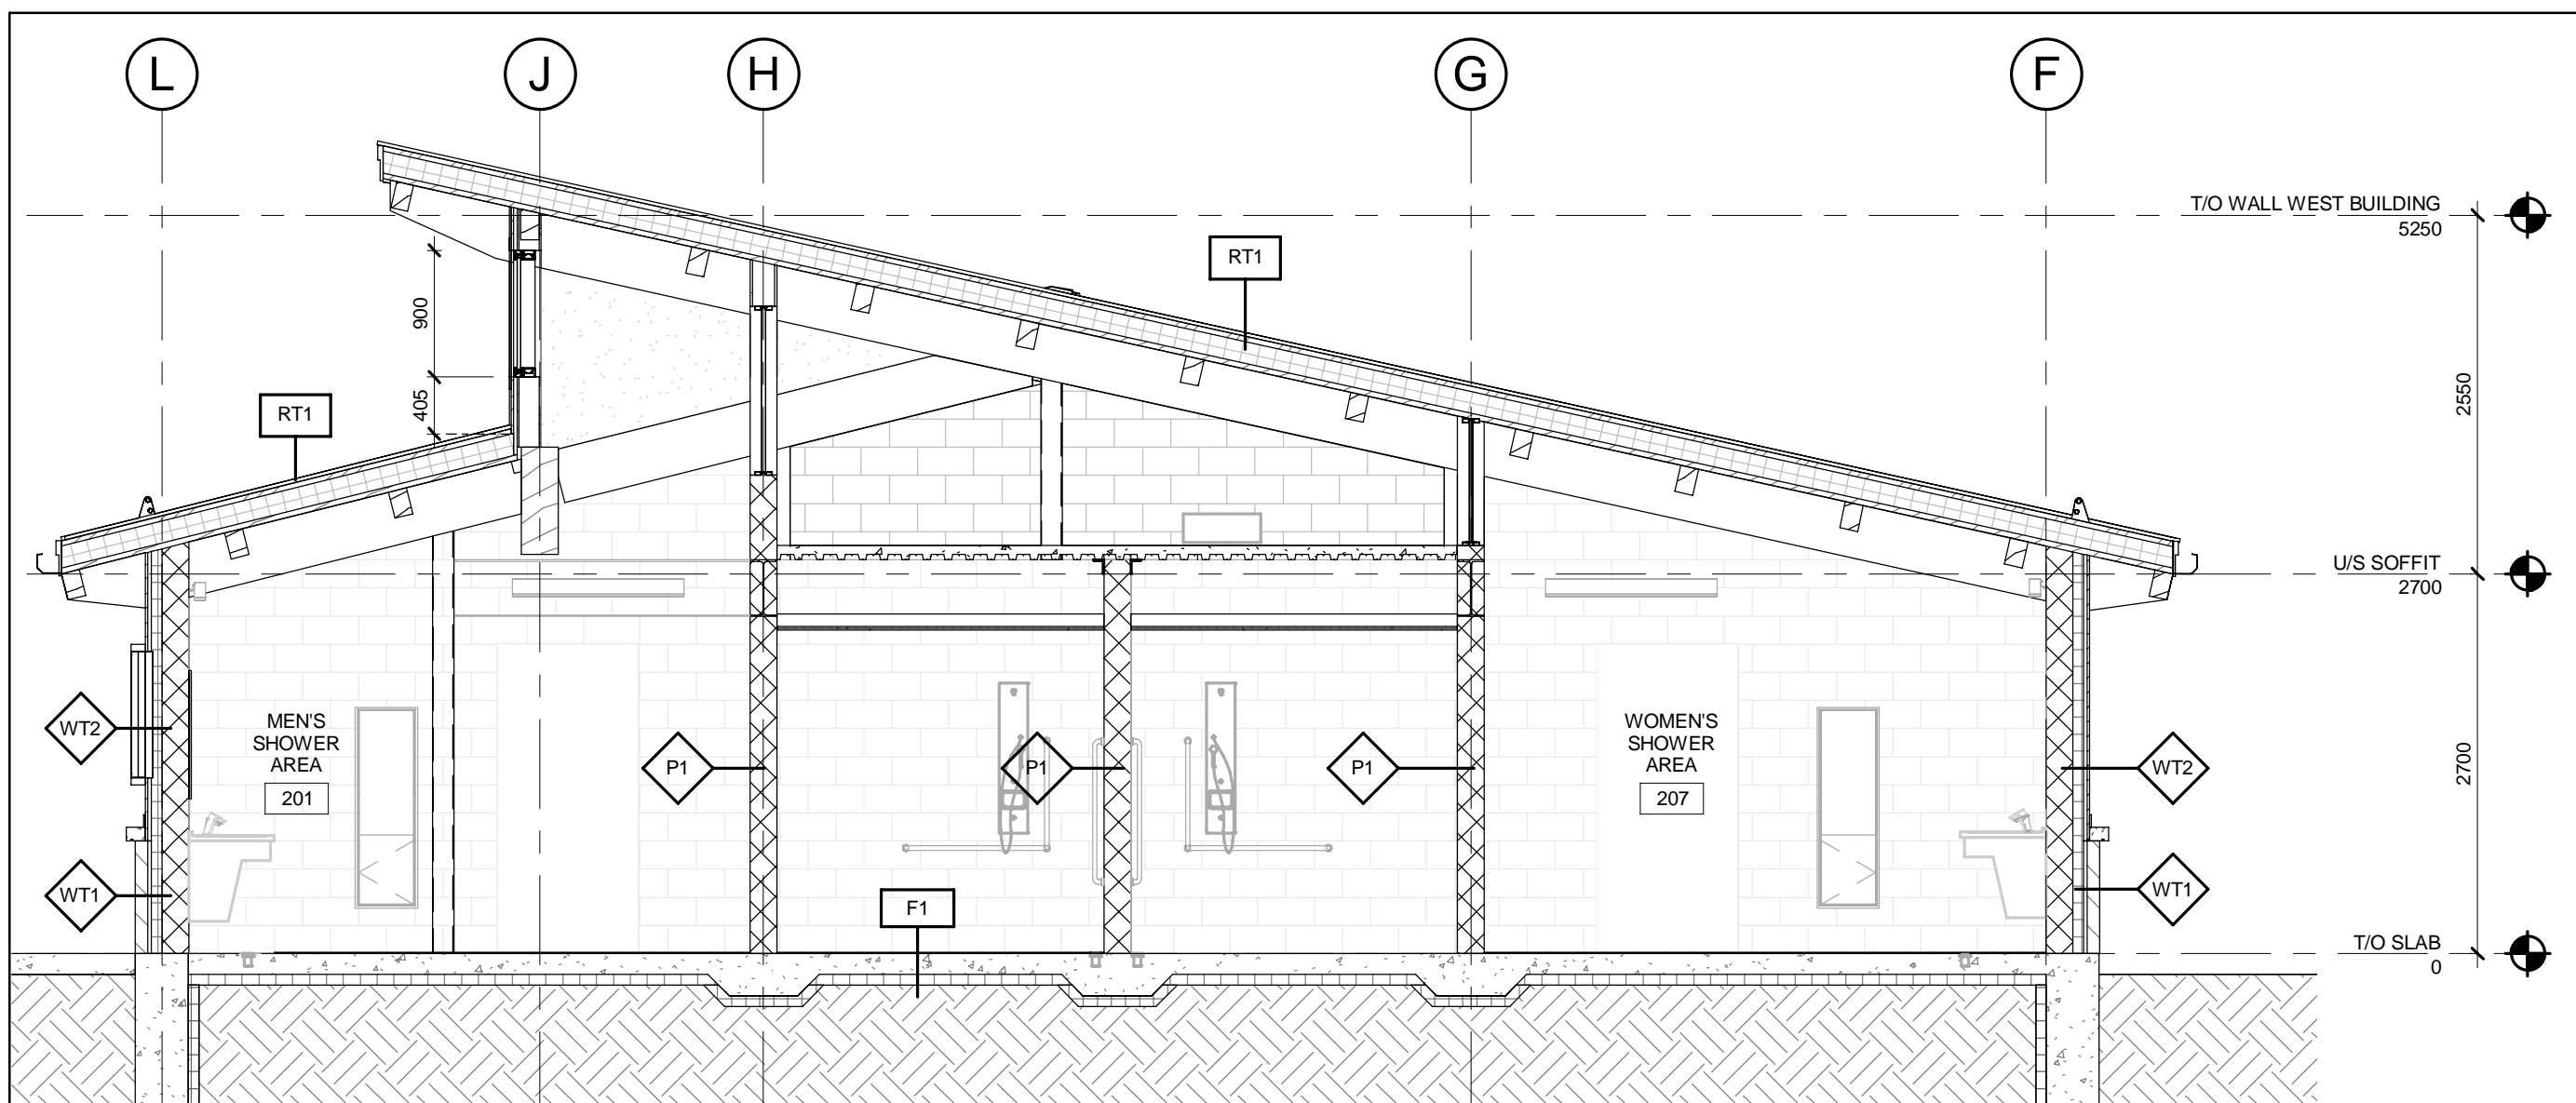 L
J
H
G
F
T/O WALL WEST BUILDING
5250
RT1
900
2550
405
RT1
U/S SOFFIT
2700
MEN'S
SHOWER
AREA
201
WOMEN'S
SHOWER
AREA
207
WT2
P1
P1
P1
WT2
2700
WT1
F1
WT1
T/O SLAB
0